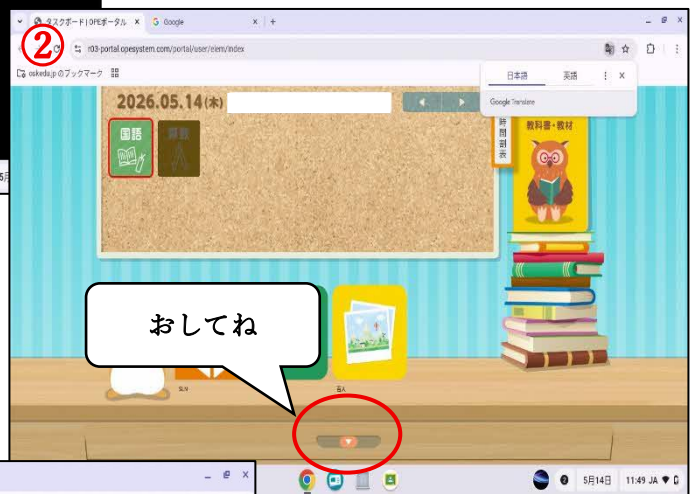 ②
タスクボード | OPEポータル
Google
r03-portal.opesystem.com/portal/user/elem/index
oskedu.jp のブックマーク
日本語 英語
Google Translate
2026.05.14(木)
国語
算数
時間割表
教科書・教材
おしてね
5月14日 11:49 JA